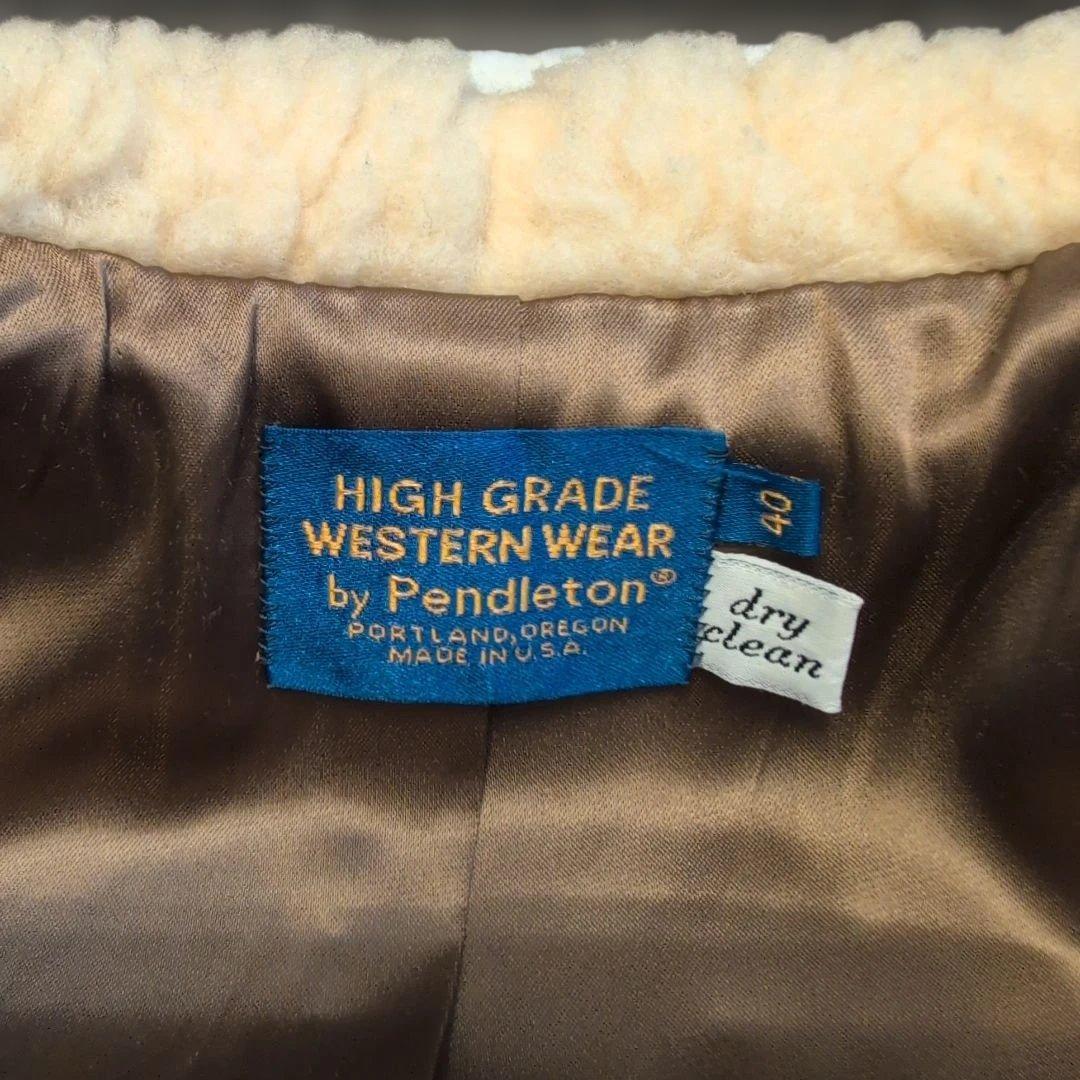 HIGH GRADE
WESTERN WEAR
by Pendleton®
PORTLAND, OREGON
MADE IN U.S.A.
40
dry
clean